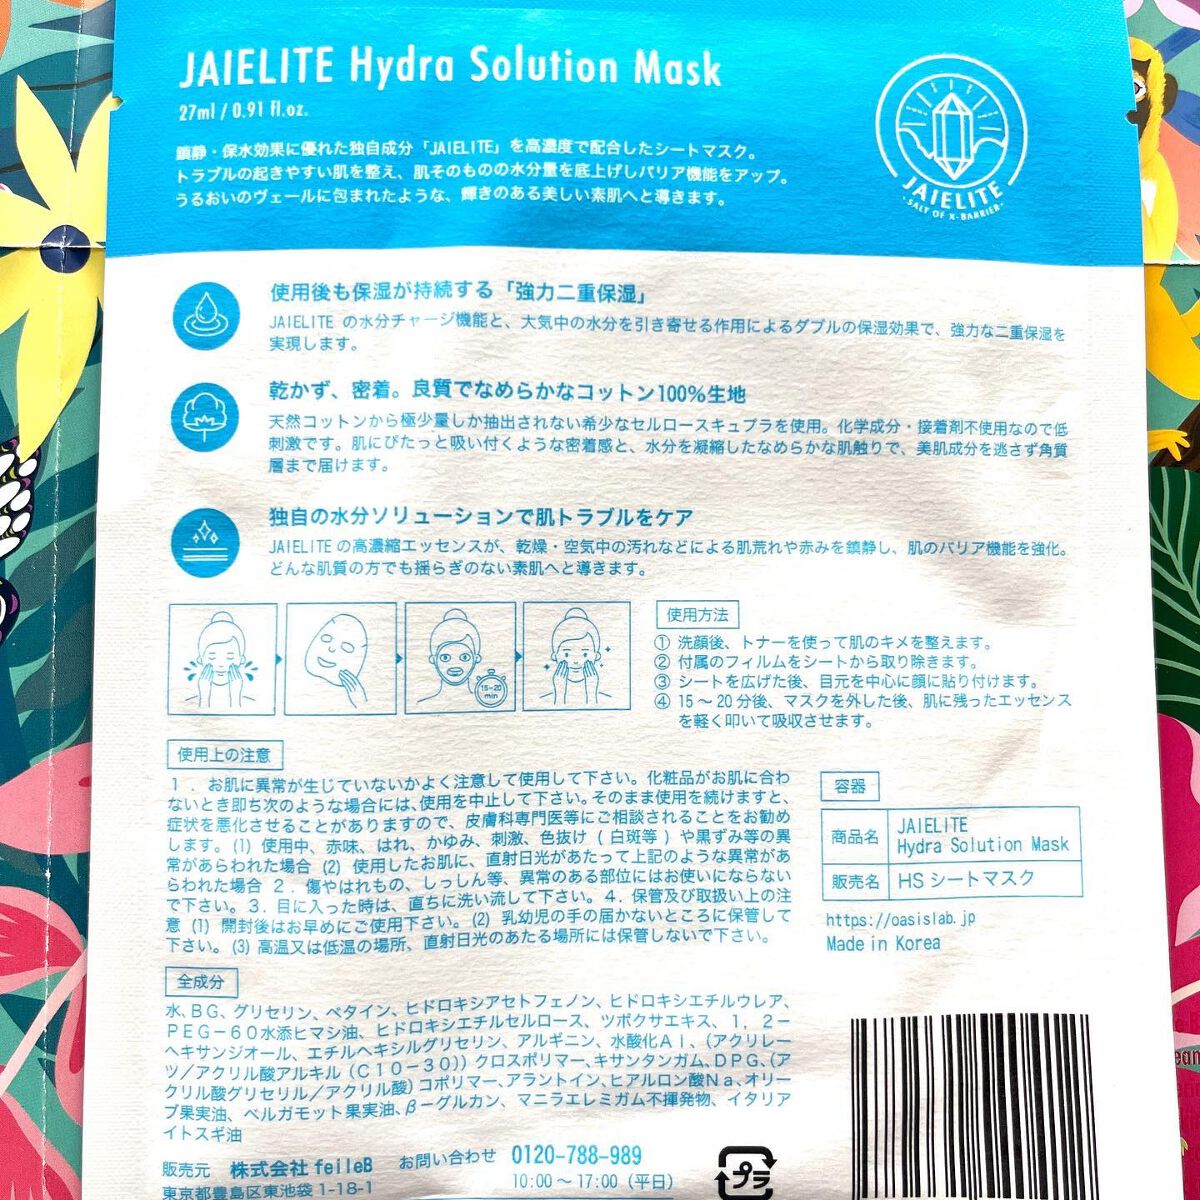 JAIELITE Hydra Solution Mask
27ml / 0.91 fl.oz.
鎮静・保水効果に優れた独自成分「JAIELITE」を高濃度で配合したシートマスク。
トラブルの起きやすい肌を整え、肌そのものの水分量を底上げしバリア機能をアップ。
うるおいのヴェールに包まれたような、輝きのある美しい素肌へと導きます。
JAIELITE
・SALT OF X-BARRIER・
使用後も保湿が持続する「強力二重保湿」
JAIELITE の水分チャージ機能と、大気中の水分を引き寄せる作用によるダブルの保湿効果で、強力な二重保湿を
実現します。
乾かず、密着。良質でなめらかなコットン100%生地
天然コットンから極少量しか抽出されない希少なセルロースキュプラを使用。化学成分・接着剤不使用なので低
刺激です。肌にぴたっと吸い付くような密着感と、水分を凝縮したなめらかな肌触りで、美肌成分を逃さず角質
層まで届けます。
独自の水分ソリューションで肌トラブルをケア
JAIELITEの高濃縮エッセンスが、乾燥・空気中の汚れなどによる肌荒れや赤みを鎮静し、肌のバリア機能を強化。
どんな肌質の方でも揺らぎのない素肌へと導きます。
15~20
min
使用方法
① 洗顔後、トナーを使って肌のキメを整えます。
② 付属のフィルムをシートから取り除きます。
③ シートを広げた後、目元を中心に顔に貼り付けます。
④ 15 ～ 20 分後、マスクを外した後、肌に残ったエッセンス
を軽く叩いて吸収させます。
使用上の注意
1．お肌に異常が生じていないかよく注意して使用して下さい。化粧品がお肌に合わ
ないとき即ち次のような場合には、使用を中止して下さい。そのまま使用を続けますと、
症状を悪化させることがありますので、皮膚科専門医等にご相談されることをお勧め
します。(1) 使用中、赤味、はれ、かゆみ、刺激、色抜け ( 白斑等 ) や黒ずみ等の異
常があらわれた場合 (2) 使用したお肌に、直射日光があたって上記のような異常があ
らわれた場合 2．傷やはれもの、しっしん等、異常のある部位にはお使いにならない
で下さい。3．目に入った時は、直ちに洗い流して下さい。4．保管及び取扱い上の注
意 (1) 開封後はお早めにご使用下さい。(2) 乳幼児の手の届かないところに保管して
下さい。(3) 高温又は低温の場所、直射日光のあたる場所には保管しないで下さい。
容器
商品名 JAIELITE
Hydra Solution Mask
販売名 HS シートマスク
https://oasislab.jp
Made in Korea
全成分
水、BG、グリセリン、ベタイン、ヒドロキシアセトフェノン、ヒドロキシエチルウレア、
PEG－60水添ヒマシ油、ヒドロキシエチルセルロース、ツボクサエキス、1，2－
ヘキサンジオール、エチルヘキシルグリセリン、アルギニン、水酸化Al、（アクリレー
ツ／アクリル酸アルキル（C10－30））クロスポリマー、キサンタンガム、DPG、（ア
クリル酸グリセリル／アクリル酸）コポリマー、アラントイン、ヒアルロン酸Na、オリー
ブ果実油、ベルガモット果実油、β－グルカン、マニラエレミガム不揮発物、イタリア
イトスギ油
販売元 株式会社 feileB お問い合わせ 0120-788-989
東京都豊島区東池袋 1-18-1 10:00 ～ 17:00（平日）
プラ